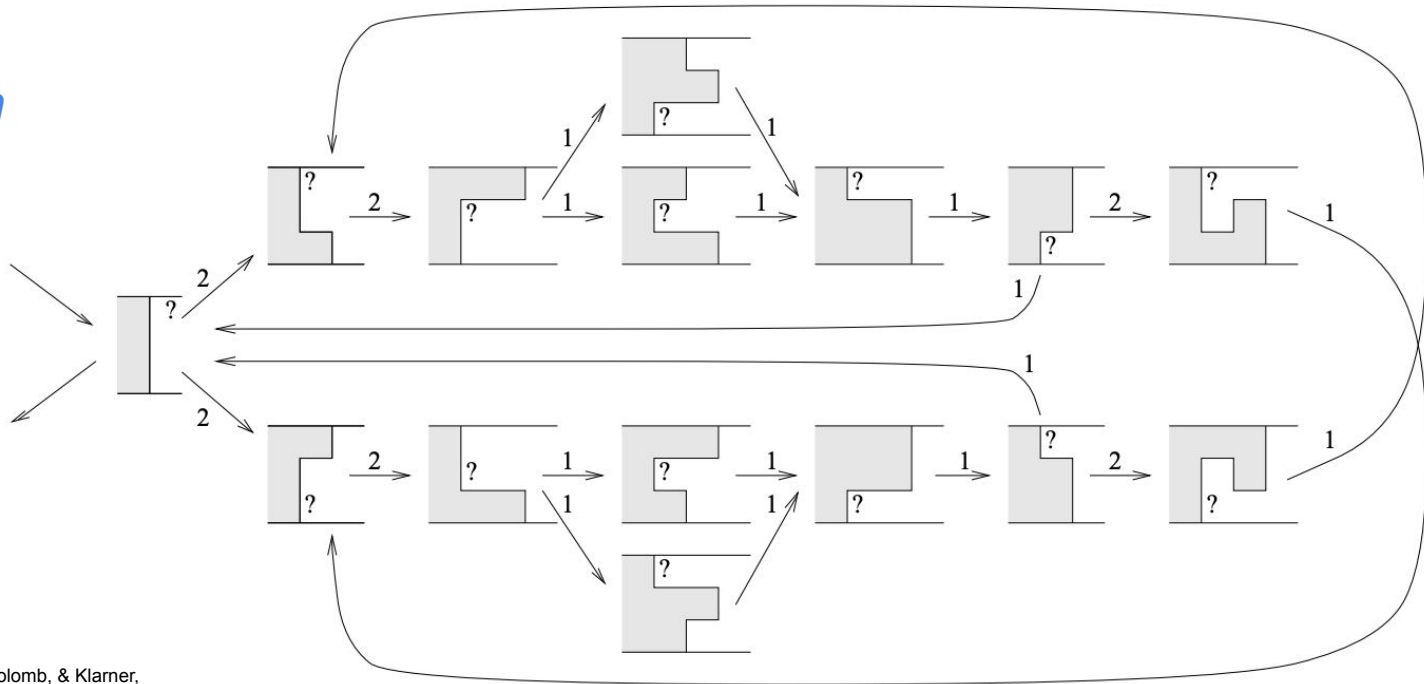 ?
1 1
? ? ?
2 ? 1 ? 1 1 2 1
?
2 1
?
1
2
? 1
2 ? 1 ? 1 1 2
? 1 1 ? ?
?
olomb, & Klarner,